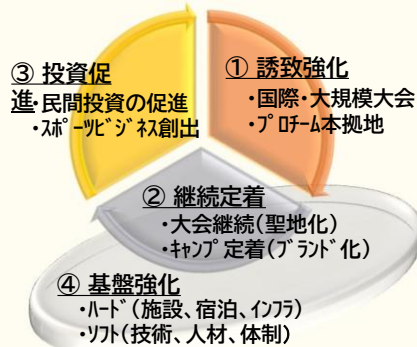 ① 誘致強化
・国際・大規模大会
・プロチーム本拠地
② 継続定着
・大会継続(聖地化)
・キャンプ定着(ブランド化)
③ 投資促
進・民間投資の促進
・スポーツビジネス創出
④ 基盤強化
・ハード(施設、宿泊、インフラ)
・ソフト(技術、人材、体制)